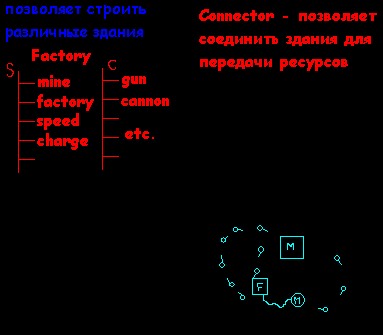 позволяет строить
различные здания
Connector - позволяет
соединить здания для
передачи ресурсов
Factory
S
mine
factory
speed
charge
C
gun
cannon
etc.
M
F
M